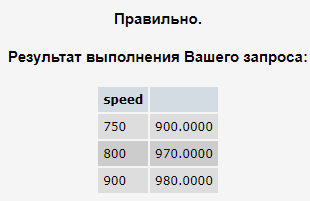 Правильно.
Результат выполнения Вашего запроса:
speed
750 900.0000
800 970.0000
900 980.0000